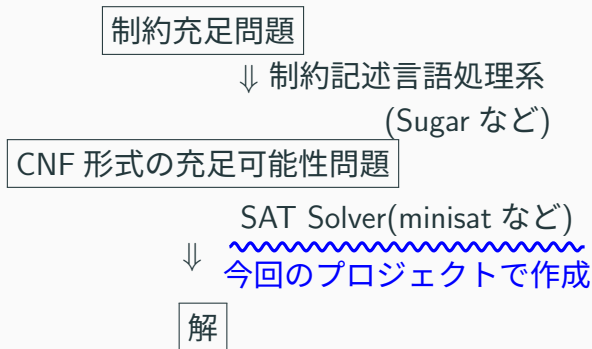 制約充足問題
⇓ 制約記述言語処理系
(Sugar など)
CNF 形式の充足可能性問題
SAT Solver(minisat など)
⇓
今回のプロジェクトで作成
解